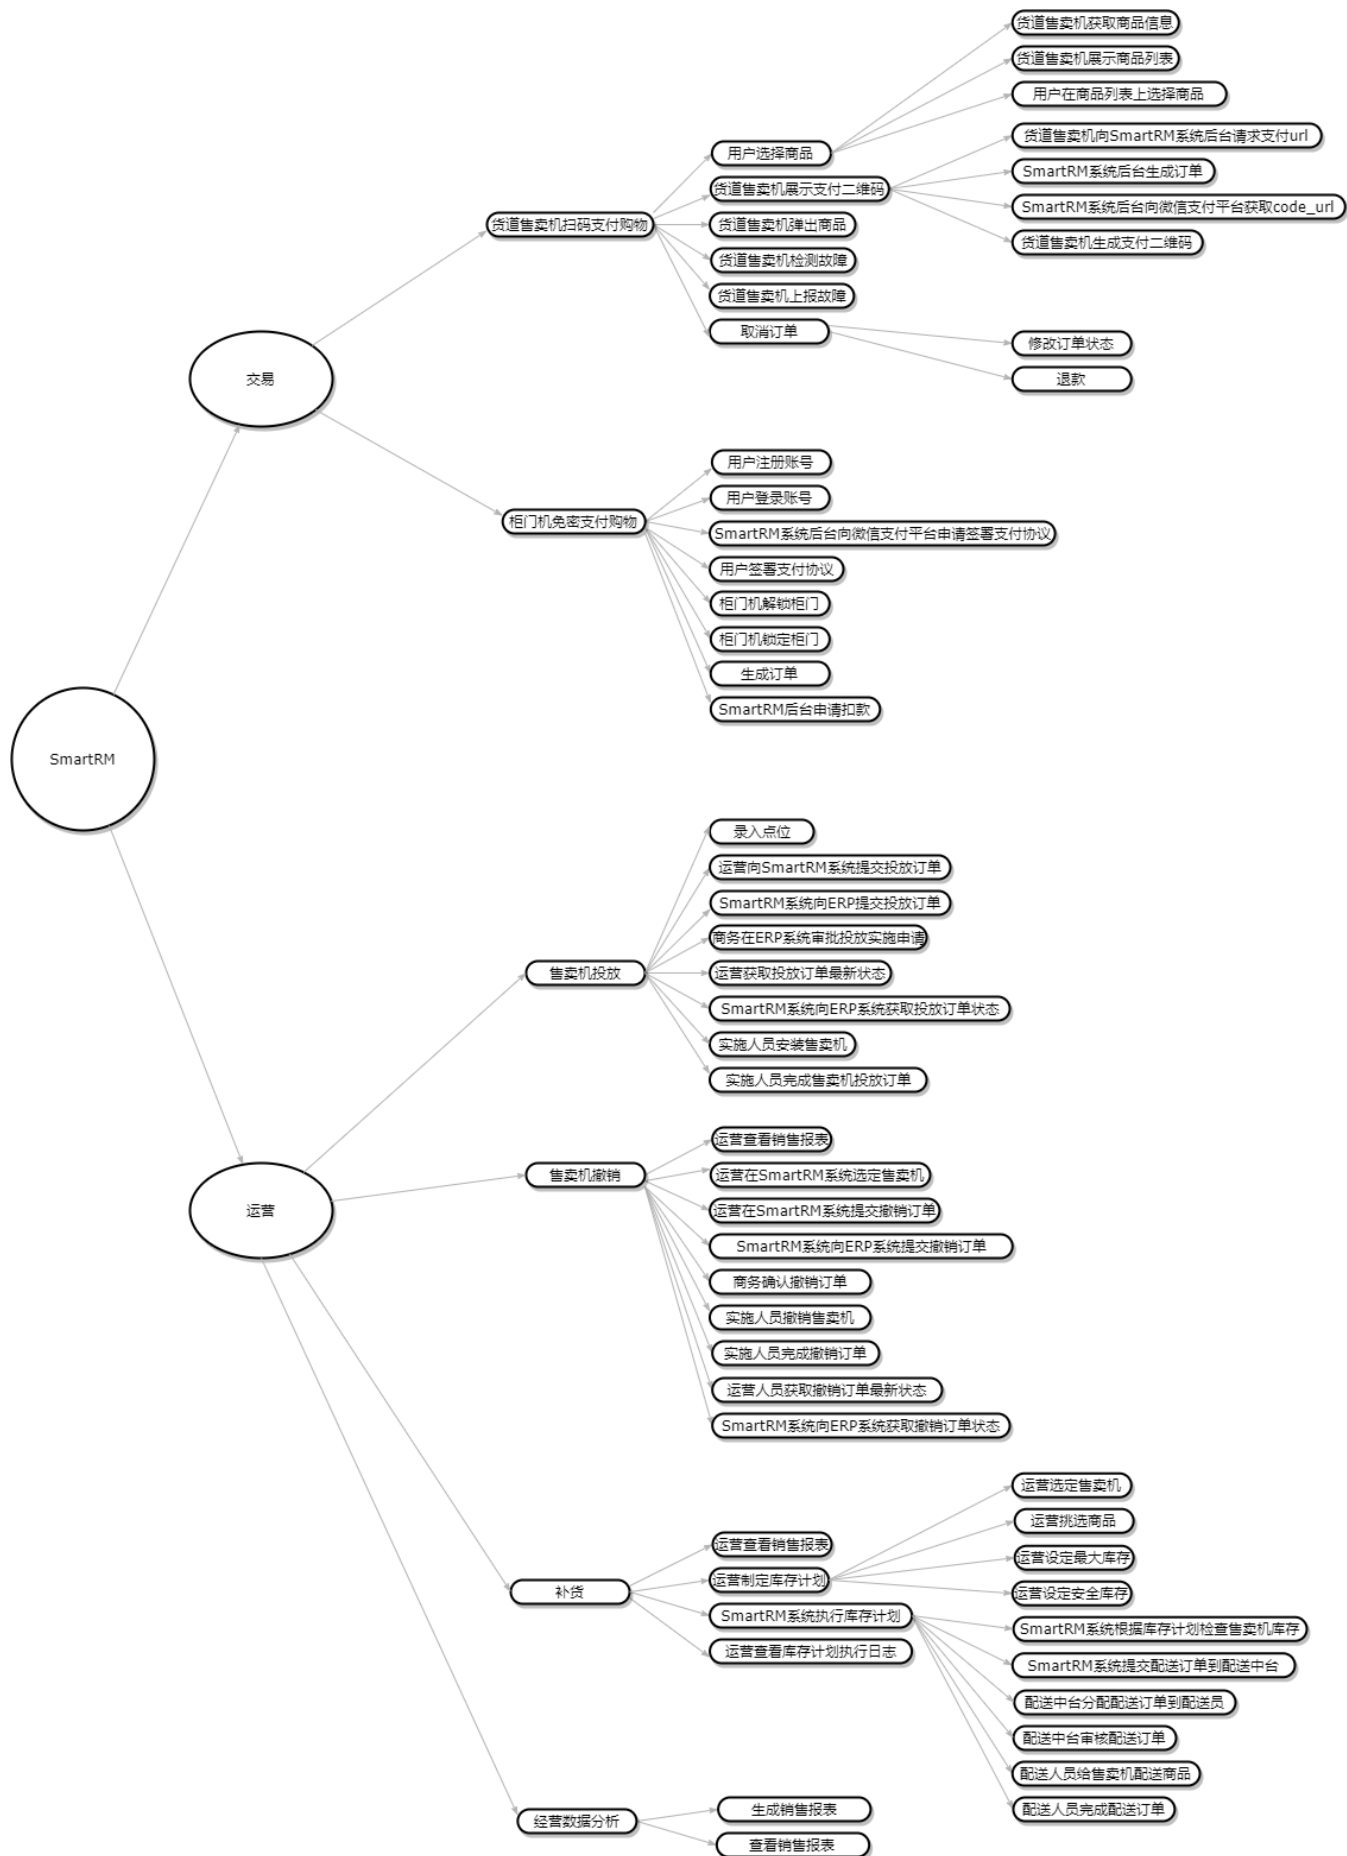 SmartRM
交易
货道售卖机扫码支付购物
用户选择商品
货道售卖机获取商品信息
货道售卖机展示商品列表
用户在商品列表上选择商品
货道售卖机展示支付二维码
货道售卖机向SmartRM系统后台请求支付url
SmartRM系统后台生成订单
SmartRM系统后台向微信支付平台获取code_url
货道售卖机生成支付二维码
货道售卖机弹出商品
货道售卖机检测故障
货道售卖机上报故障
取消订单
修改订单状态
退款
柜门机免密支付购物
用户注册账号
用户登录账号
SmartRM系统后台向微信支付平台申请签署支付协议
用户签署支付协议
柜门机解锁柜门
柜门机锁定柜门
生成订单
SmartRM后台申请扣款
运营
售卖机投放
录入点位
运营向SmartRM系统提交投放订单
SmartRM系统向ERP提交投放订单
商务在ERP系统审批投放实施申请
运营获取投放订单最新状态
SmartRM系统向ERP系统获取投放订单状态
实施人员安装售卖机
实施人员完成售卖机投放订单
售卖机撤销
运营查看销售报表
运营在SmartRM系统选定售卖机
运营在SmartRM系统提交撤销订单
SmartRM系统向ERP系统提交撤销订单
商务确认撤销订单
实施人员撤销售卖机
实施人员完成撤销订单
运营人员获取撤销订单最新状态
SmartRM系统向ERP系统获取撤销订单状态
补货
运营查看销售报表
运营制定库存计划
运营选定售卖机
运营挑选商品
运营设定最大库存
运营设定安全库存
SmartRM系统执行库存计划
SmartRM系统根据库存计划检查售卖机库存
SmartRM系统提交配送订单到配送中台
配送中台分配配送订单到配送员
配送中台审核配送订单
配送人员给售卖机配送商品
配送人员完成配送订单
运营查看库存计划执行日志
经营数据分析
生成销售报表
查看销售报表